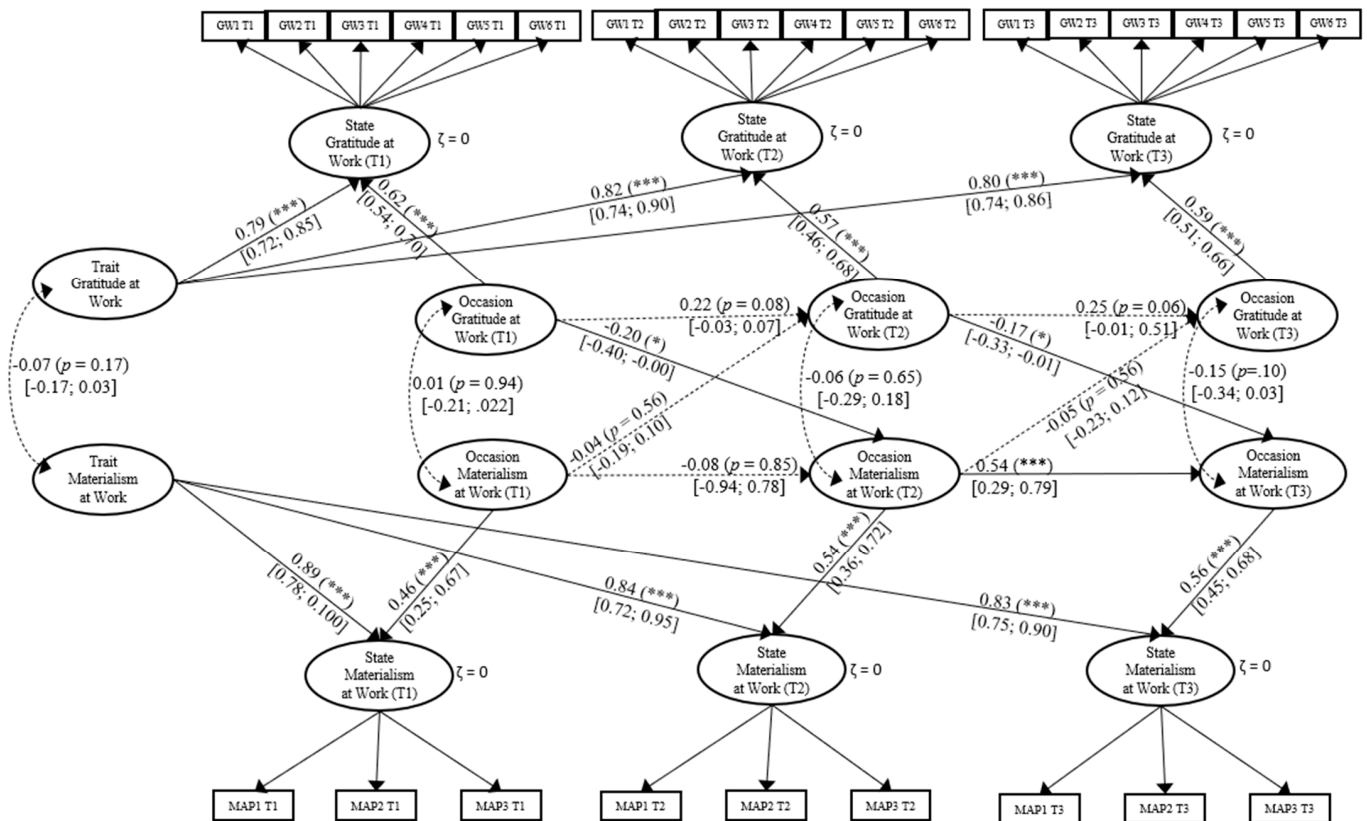 GW1 T1 GW2 T1 GW3 T1 GW4 T1 GW5 T1 GW6 T1
GW1 T2 GW2 T2 GW3 T2 GW4 T2 GW5 T2 GW6 T2
GW1 T3 GW2 T3 GW3 T3 GW4 T3 GW5 T3 GW6 T3
State
Gratitude at
Work (T1)
ζ = 0
State
Gratitude at
Work (T2)
ζ = 0
State
Gratitude at
Work (T3)
ζ = 0
0.79 (***)
[0.72; 0.85]
0.62 (***)
[0.54; 0.70]
0.82 (***)
[0.74; 0.90]
0.57 (***)
[0.46; 0.68]
0.80 (***)
[0.74; 0.86]
0.59 (***)
[0.51; 0.66]
Trait
Gratitude at
Work
Occasion
Gratitude at
Work (T1)
0.22 (p = 0.08)
[-0.03; 0.07]
Occasion
Gratitude at
Work (T2)
0.25 (p = 0.06)
[-0.01; 0.51]
Occasion
Gratitude at
Work (T3)
-0.20 (*)
[-0.40; -0.00]
-0.17 (*)
[-0.33; -0.01]
-0.07 (p = 0.17)
[-0.17; 0.03]
0.01 (p = 0.94)
[-0.21; .022]
-0.06 (p = 0.65)
[-0.29; 0.18]
-0.15 (p=.10)
[-0.34; 0.03]
-0.04 (p = 0.56)
[-0.19; 0.10]
-0.05 (p = 0.56)
[-0.23; 0.12]
Trait
Materialism
at Work
Occasion
Materialism
at Work (T1)
-0.08 (p = 0.85)
[-0.94; 0.78]
Occasion
Materialism
at Work (T2)
0.54 (***)
[0.29; 0.79]
Occasion
Materialism
at Work (T3)
0.89 (***)
[0.78; 0.100]
0.46 (***)
[0.25; 0.67]
0.84 (***)
[0.72; 0.95]
0.54 (***)
[0.36; 0.72]
0.83 (***)
[0.75; 0.90]
0.56 (***)
[0.45; 0.68]
State
Materialism
at Work (T1)
ζ = 0
State
Materialism
at Work (T2)
ζ = 0
State
Materialism
at Work (T3)
ζ = 0
MAP1 T1 MAP2 T1 MAP3 T1
MAP1 T2 MAP2 T2 MAP3 T2
MAP1 T3 MAP2 T3 MAP3 T3